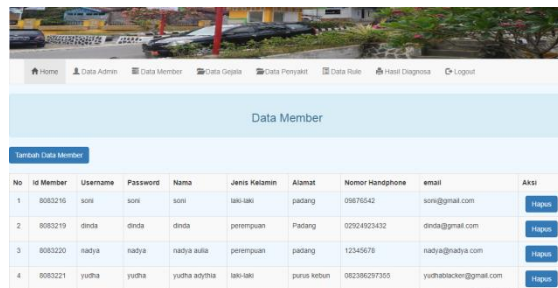 Home Data Admin Data Member Data Gejala Data Penyakit Data Rule Hasil Diagnosa Logout
Data Member
Tambah Data Member
No Id Member Username Password Nama Jenis Kelamin Alamat Nomor Handphone email Aksi
1 8083216 soni soni soni laki-laki padang 09876542 soni@gmail.com Hapus
2 8083219 dinda dinda dinda perempuan Padang 02924923432 dinda@gmail.com Hapus
3 8083220 nadya nadya nadya aulia perempuan padang 12345678 nadya@nadya.com Hapus
4 8083221 yudha yudha yudha adythia laki-laki purus kebun 082386297355 yudhablacker@gmail.com Hapus